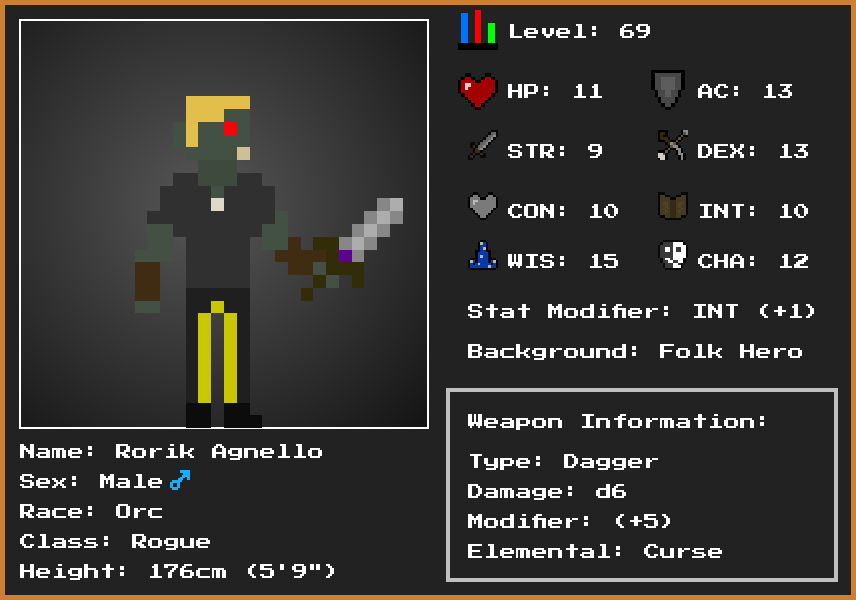 Level: 69
HP: 11 AC: 13
STR: 9 DEX: 13
CON: 10 INT: 10
WIS: 15 CHA: 12
Stat Modifier: INT (+1)
Background: Folk Hero
Weapon Information:
Type: Dagger
Damage: d6
Modifier: (+5)
Elemental: Curse
Name: Rorik Agnello
Sex: Male ♂
Race: Orc
Class: Rogue
Height: 176cm (5'9")